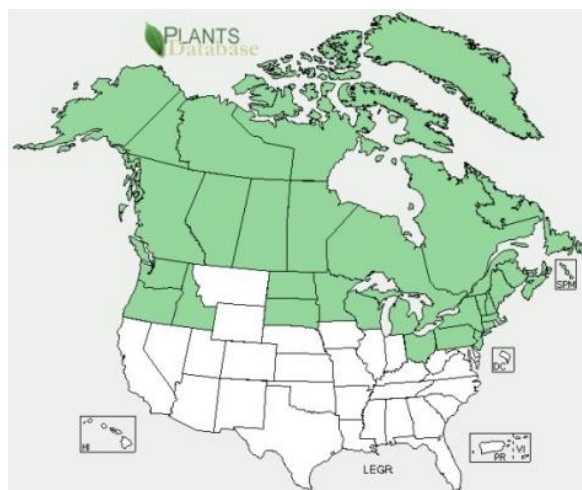 PLANTS
Database
SPM
DC
HI
PR
VI
LEGR